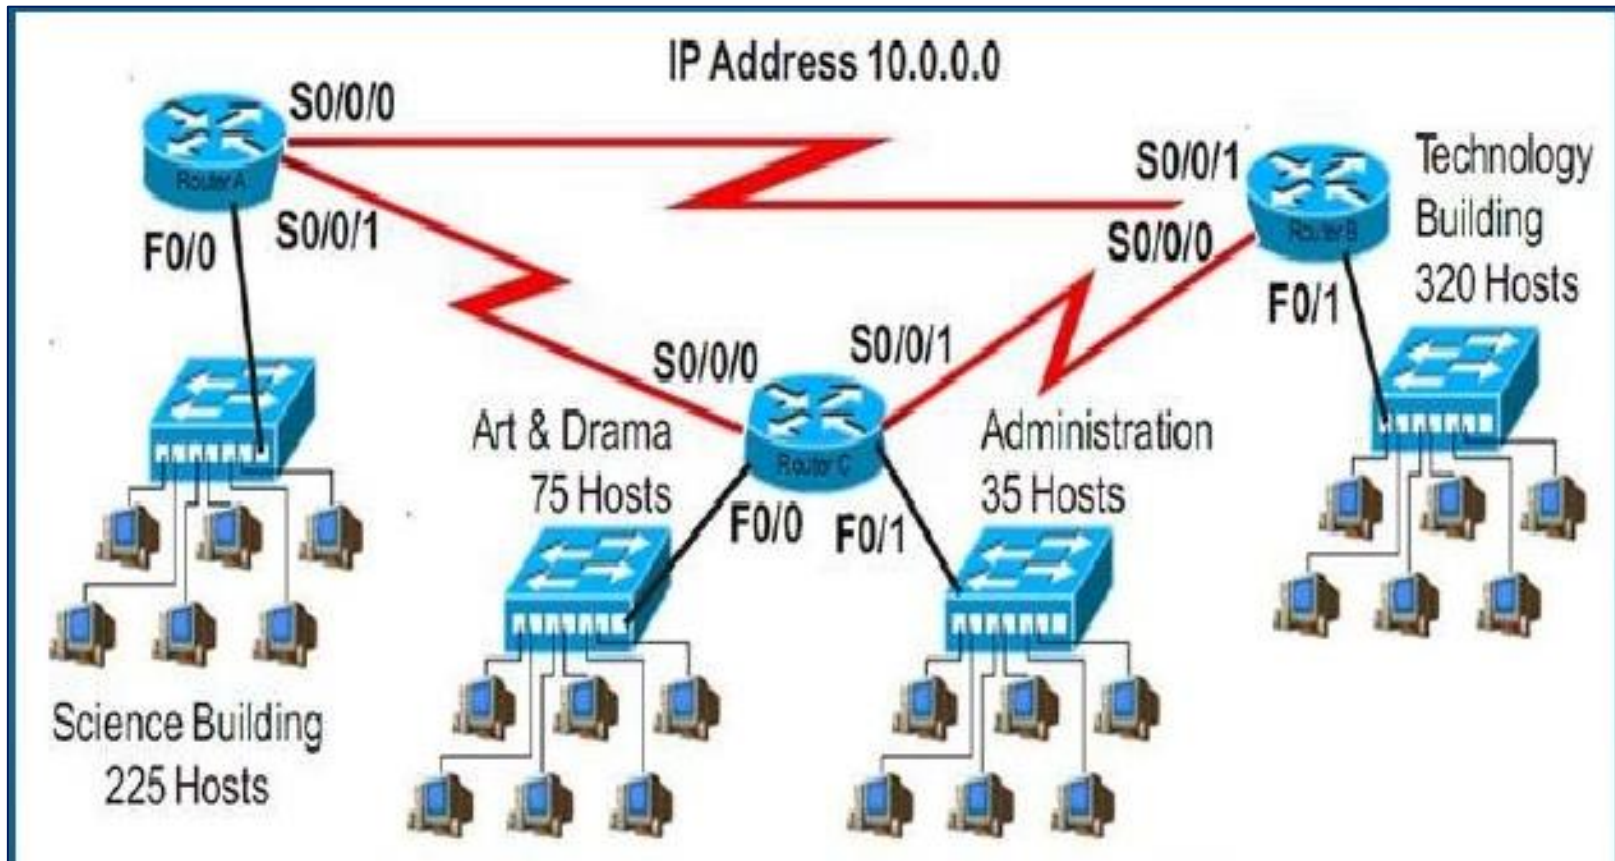 IP Address 10.0.0.0
S0/0/0
Router A
S0/0/1
F0/0
S0/0/1
Technology
Building
320 Hosts
Router B
S0/0/0
F0/1
S0/0/0
S0/0/1
Art & Drama
75 Hosts
Router C
Administration
35 Hosts
F0/0
F0/1
Science Building
225 Hosts